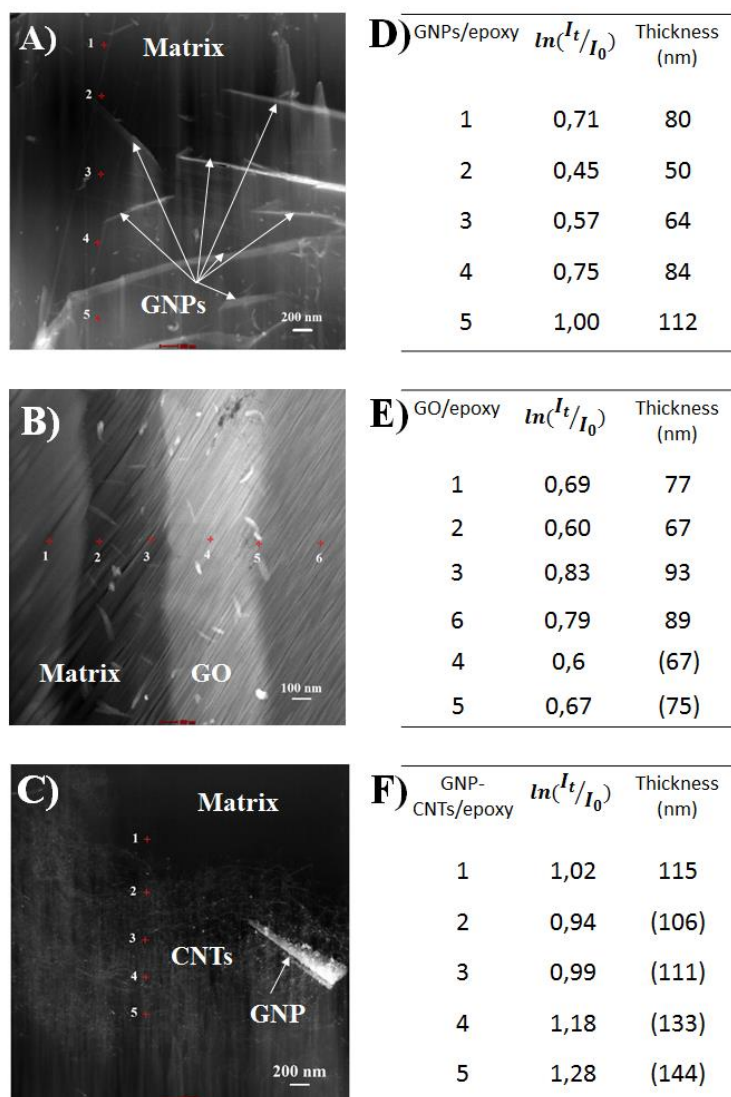 A)
1
Matrix
2
3
4
GNPs
5
200 nm
D) GNPs/epoxy ln(It/I0) Thickness
(nm)
1 0,71 80
2 0,45 50
3 0,57 64
4 0,75 84
5 1,00 112
B)
1 2 3 4 5 6
Matrix GO
100 nm
E) GO/epoxy ln(It/I0) Thickness
(nm)
1 0,69 77
2 0,60 67
3 0,83 93
6 0,79 89
4 0,6 (67)
5 0,67 (75)
C)
Matrix
1
2
3
CNTs
4
GNP
5
200 nm
F) GNP-
CNTs/epoxy ln(It/I0) Thickness
(nm)
1 1,02 115
2 0,94 (106)
3 0,99 (111)
4 1,18 (133)
5 1,28 (144)